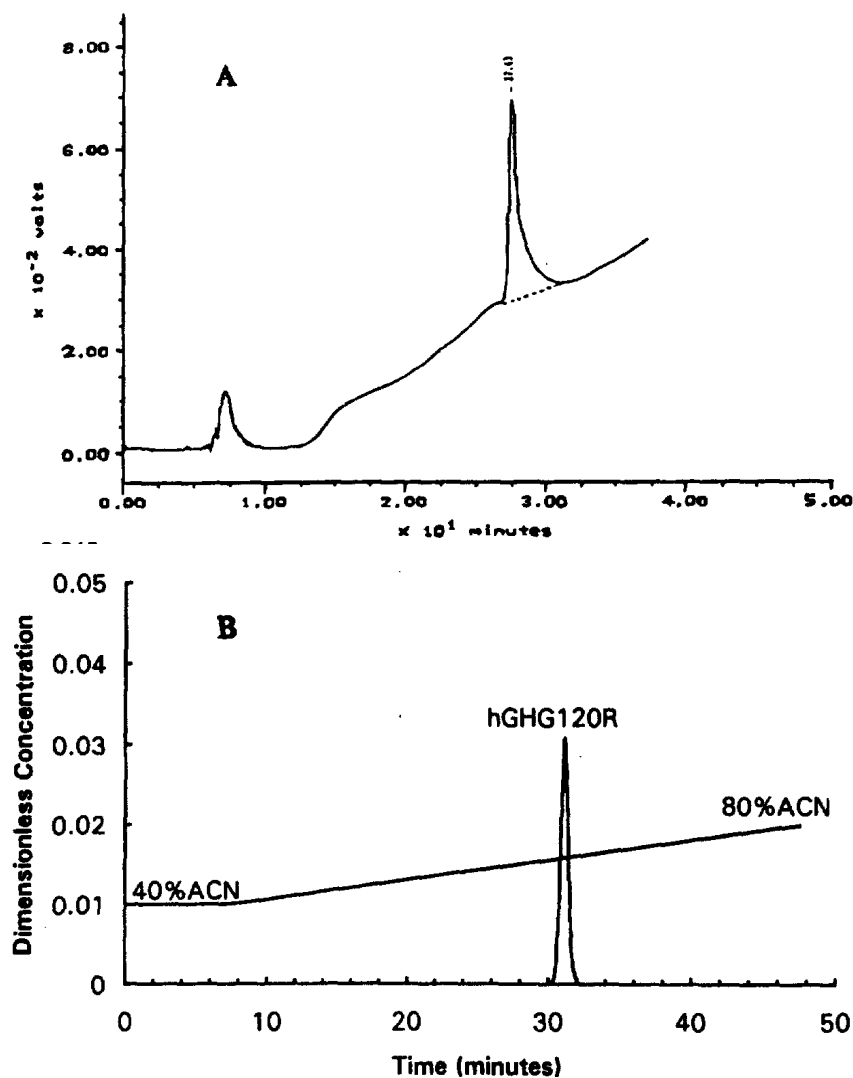 A
8.00
6.00
4.00
2.00
0.00
× 10⁻² volts
0.00 1.00 2.00 3.00 4.00 5.00
× 10¹ minutes
B
0.05
0.04
0.03
0.02
0.01
0
Dimensionless Concentration
hGHG120R
80%ACN
40%ACN
0 10 20 30 40 50
Time (minutes)